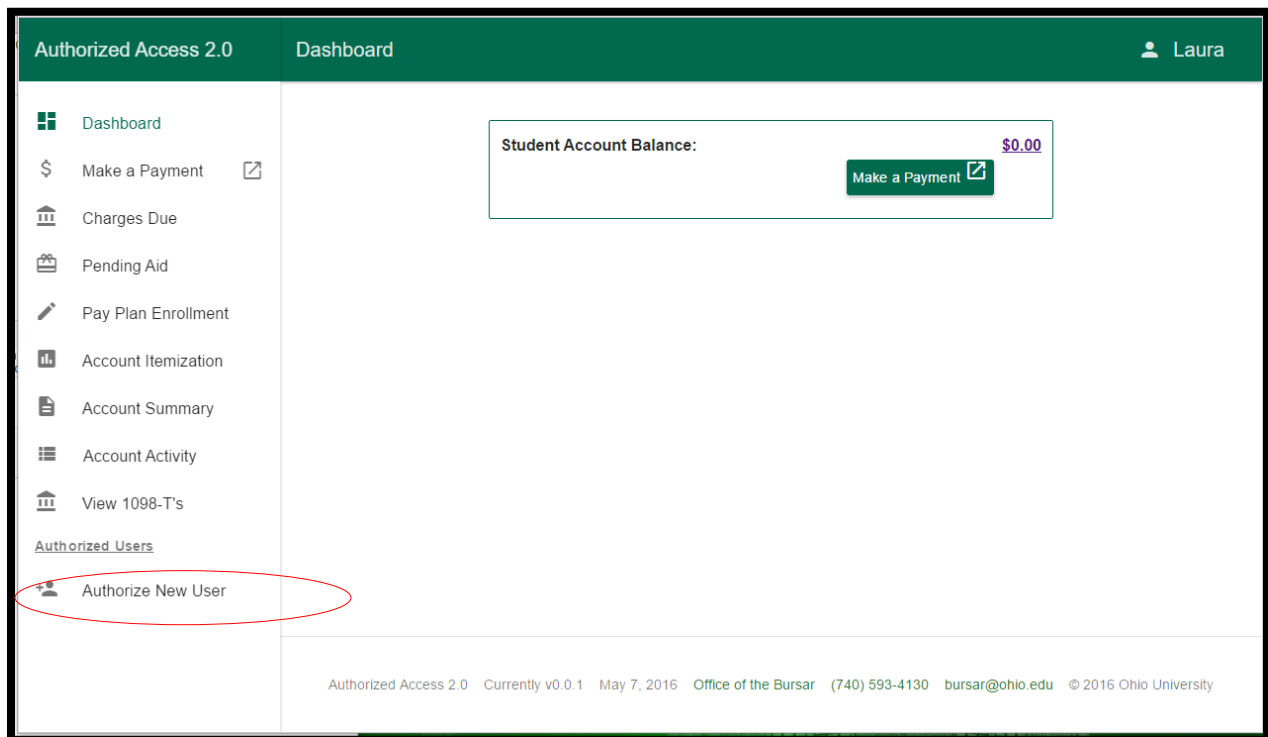 Authorized Access 2.0
Dashboard
Laura
Dashboard
Make a Payment
Charges Due
Pending Aid
Pay Plan Enrollment
Account Itemization
Account Summary
Account Activity
View 1098-T's
Authorized Users
Authorize New User
Student Account Balance: $0.00
Make a Payment
Authorized Access 2.0 Currently v0.0.1 May 7, 2016 Office of the Bursar (740) 593-4130 bursar@ohio.edu © 2016 Ohio University